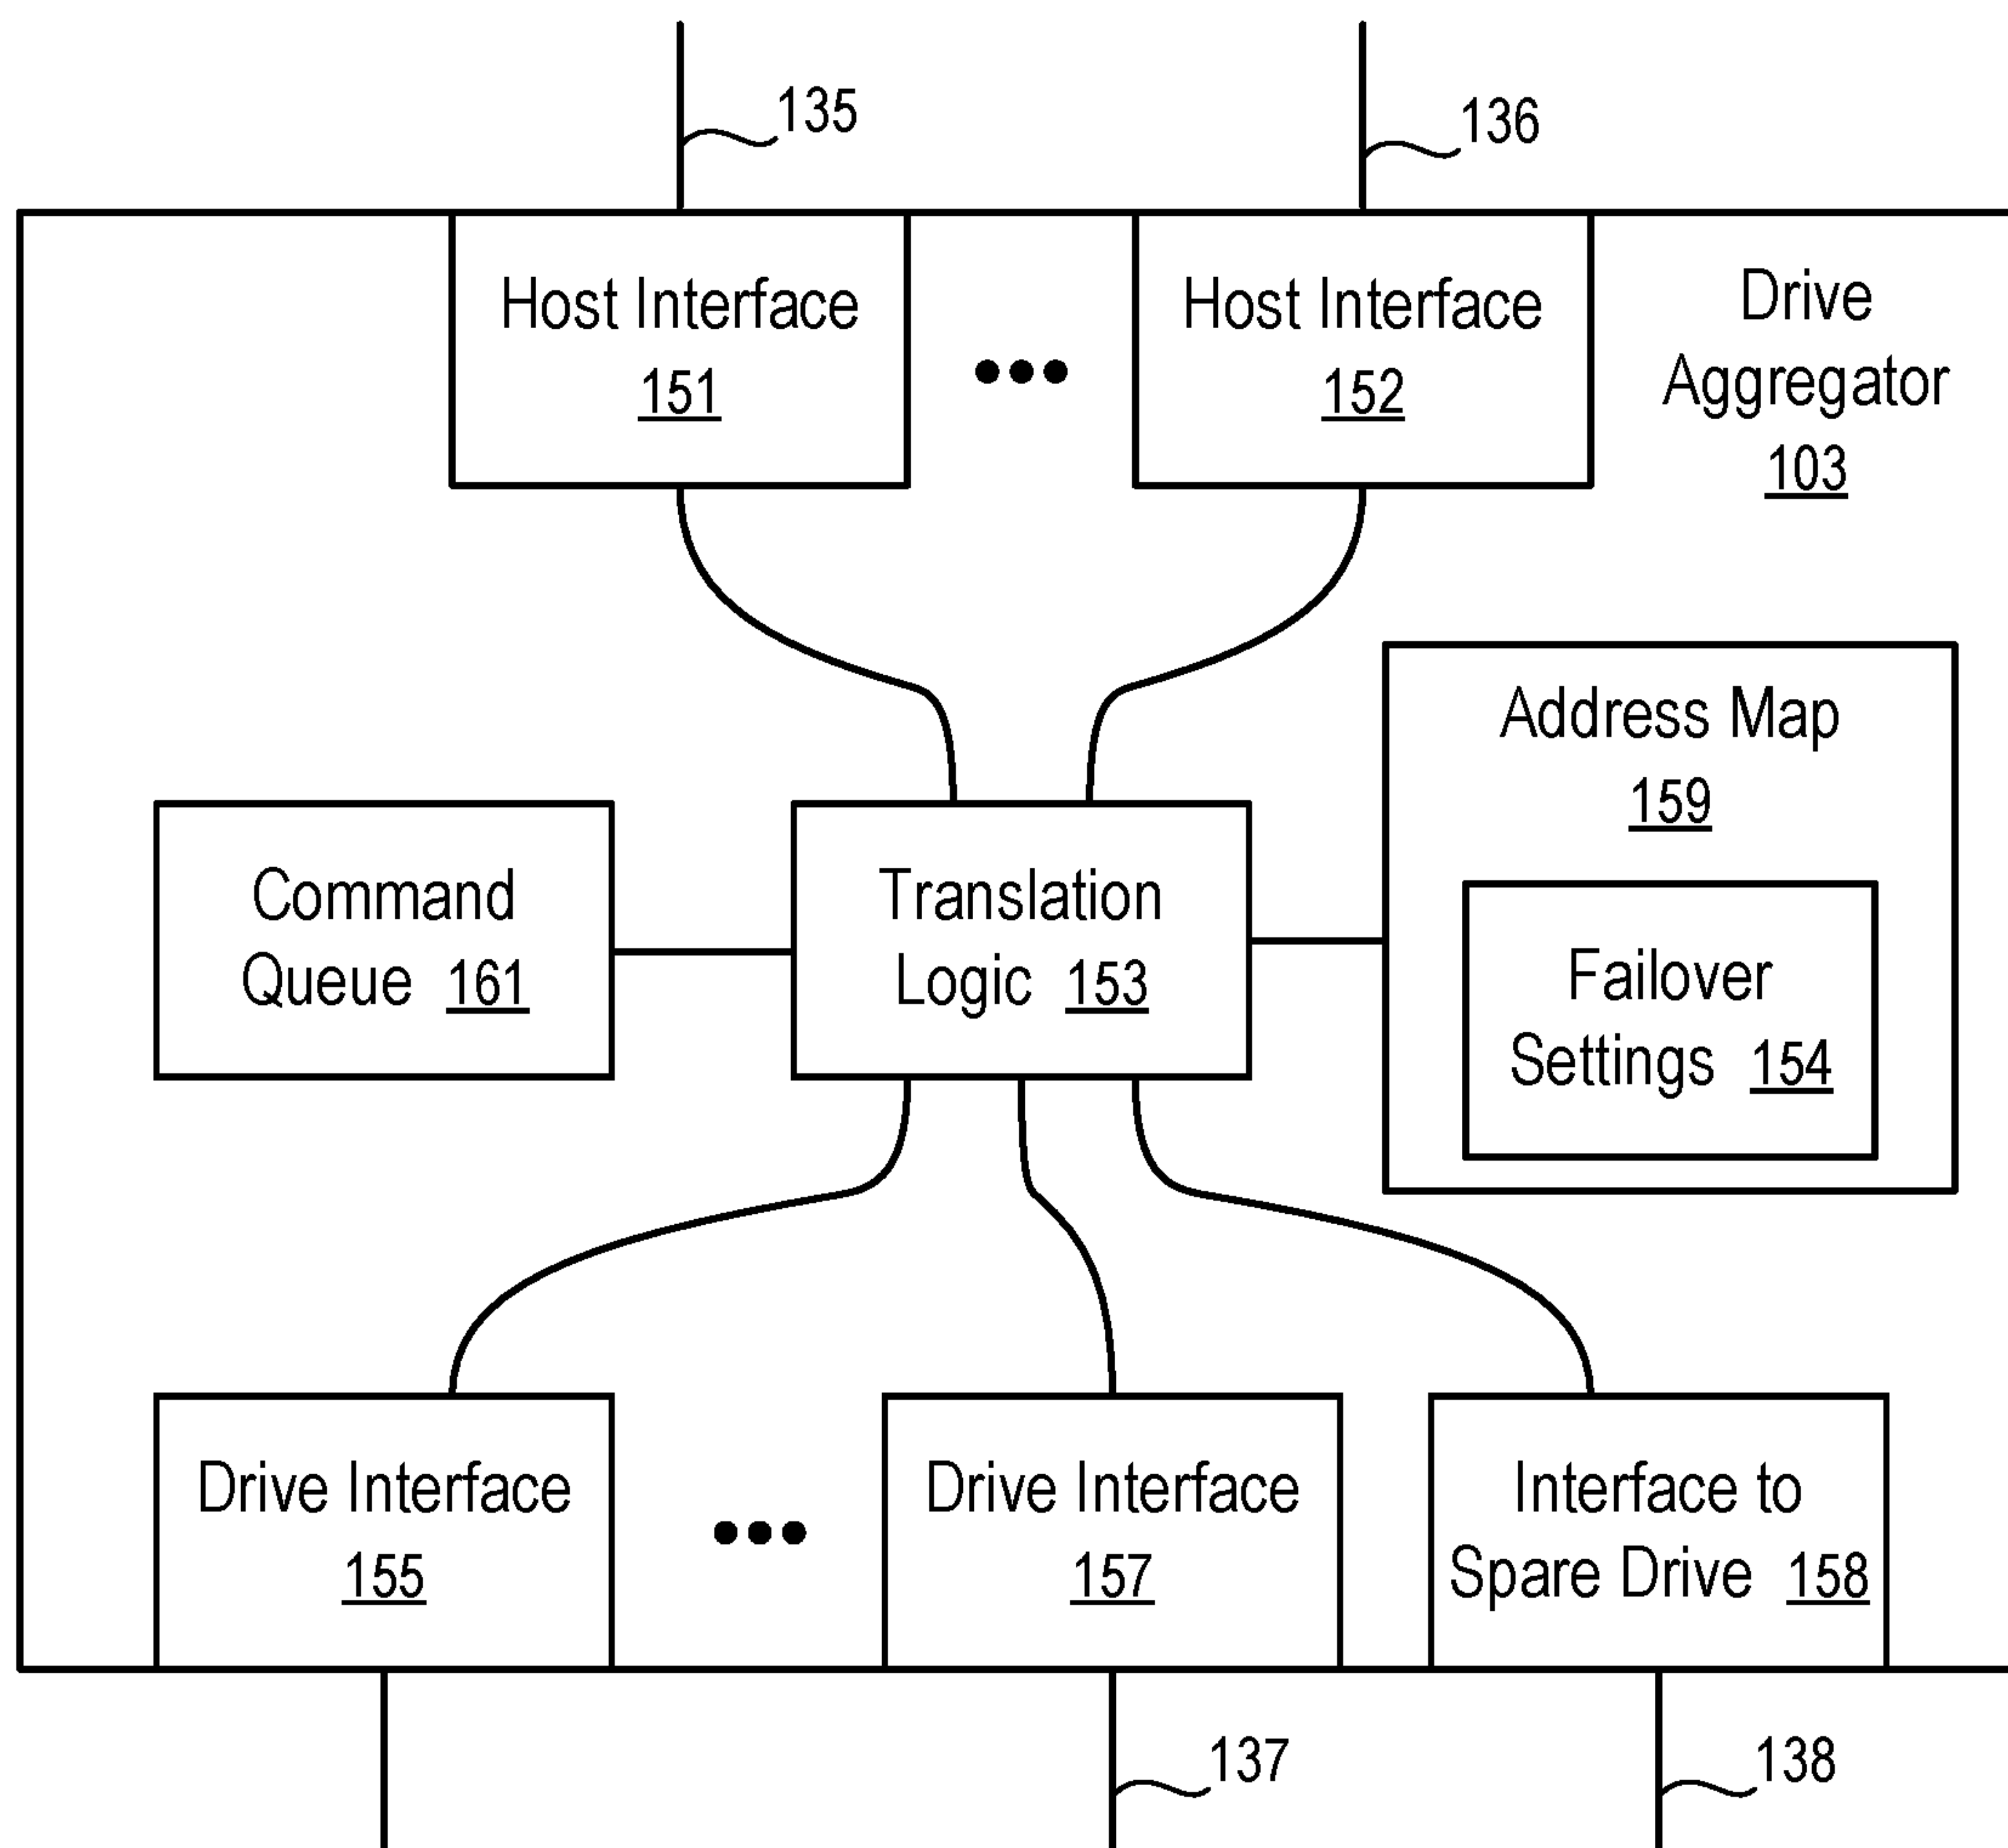 135
136
Host Interface
151
Host Interface
152
Drive
Aggregator
103
Address Map
159
Command
Queue 161
Translation
Logic 153
Failover
Settings 154
Drive Interface
155
Drive Interface
157
Interface to
Spare Drive 158
137
138